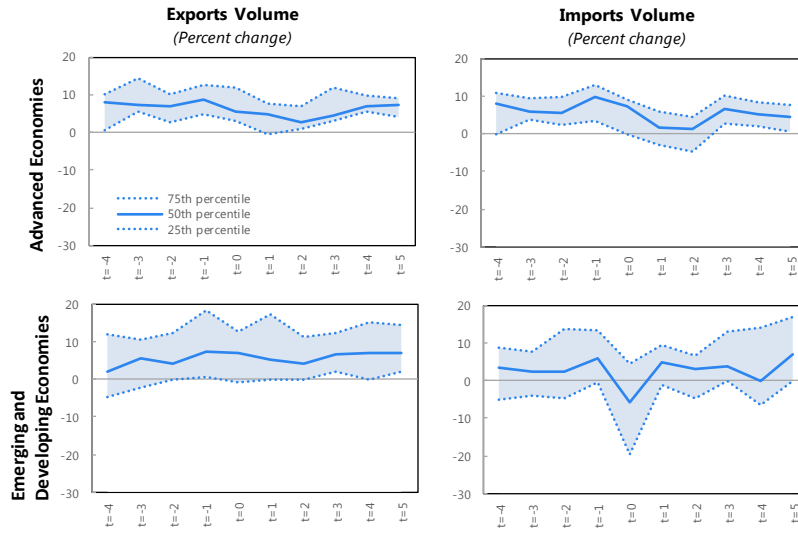 Exports Volume
(Percent change)
Imports Volume
(Percent change)
Advanced Economies
20
10
0
-10
-20
-30
75th percentile
50th percentile
25th percentile
t=-4
t=-3
t=-2
t=-1
t=0
t=1
t=2
t=3
t=4
t=5
20
10
0
-10
-20
-30
t=-4
t=-3
t=-2
t=-1
t=0
t=1
t=2
t=3
t=4
t=5
Emerging and
Developing Economies
20
10
0
-10
-20
-30
t=-4
t=-3
t=-2
t=-1
t=0
t=1
t=2
t=3
t=4
t=5
20
10
0
-10
-20
-30
t=-4
t=-3
t=-2
t=-1
t=0
t=1
t=2
t=3
t=4
t=5